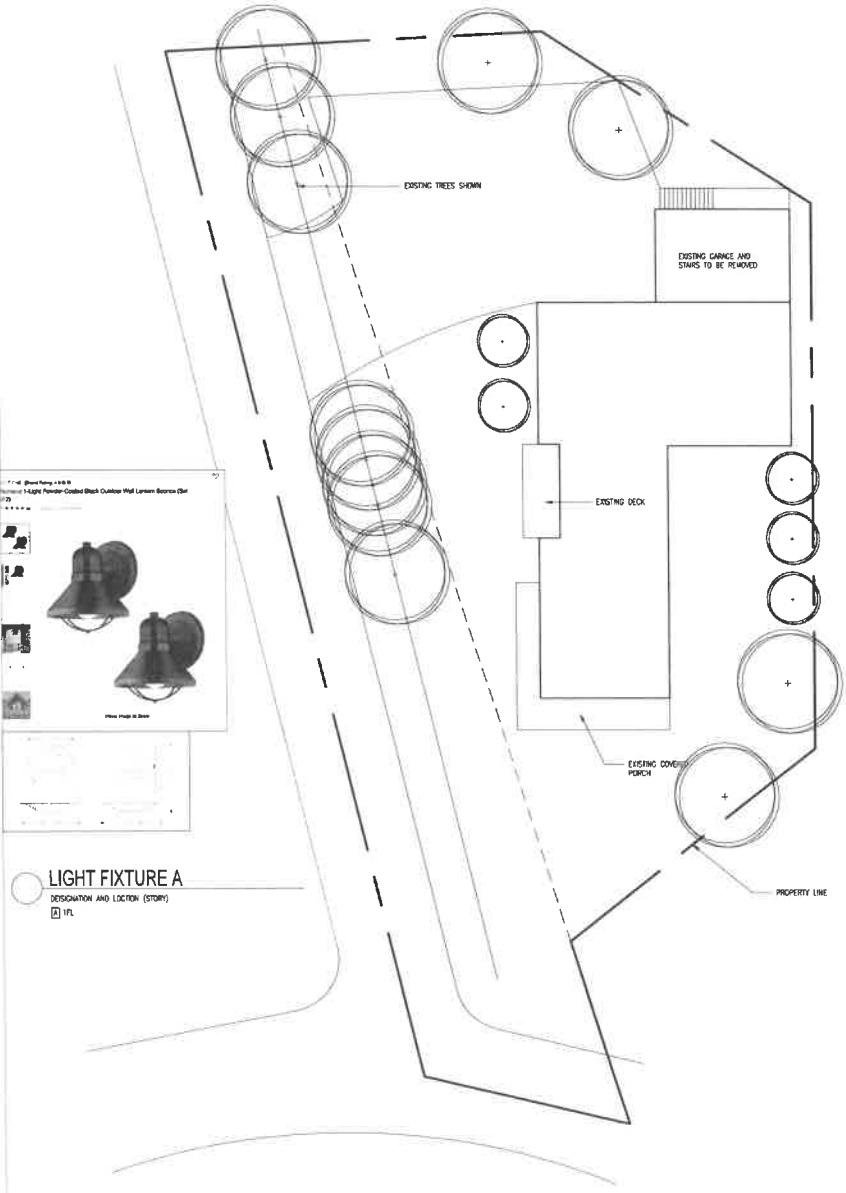 EXISTING TREES SHOWN
EXISTING GARAGE AND
STAIRS TO BE REMOVED
EXISTING DECK
1-Light Powder-Coated Black Outdoor Wall Lantern Sconce (Set
EXISTING COVERED
PORCH
PROPERTY LINE
LIGHT FIXTURE A
DESIGNATION AND LOCTION (STORY)
A 1FL